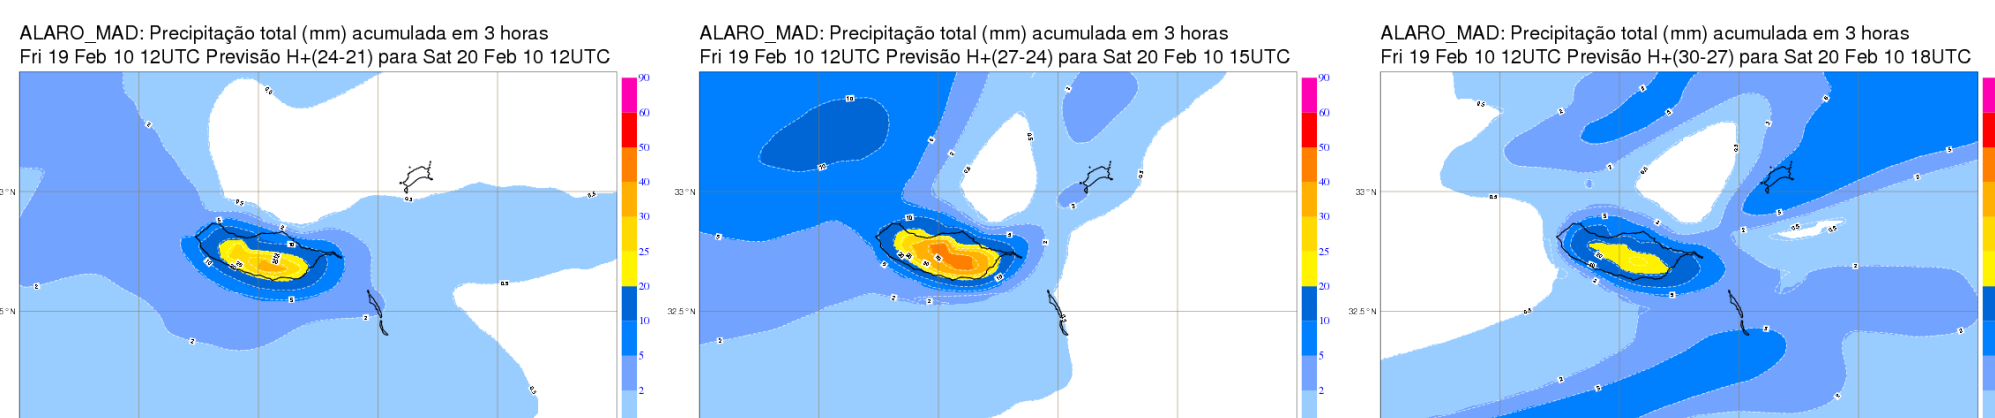 ALARO_MAD: Precipitação total (mm) acumulada em 3 horas
Fri 19 Feb 10 12UTC Previsão H+(24-21) para Sat 20 Feb 10 12UTC
ALARO_MAD: Precipitação total (mm) acumulada em 3 horas
Fri 19 Feb 10 12UTC Previsão H+(27-24) para Sat 20 Feb 10 15UTC
ALARO_MAD: Precipitação total (mm) acumulada em 3 horas
Fri 19 Feb 10 12UTC Previsão H+(30-27) para Sat 20 Feb 10 18UTC
90
60
50
40
30
25
20
10
5
2
3°N
5°N
90
60
50
40
30
25
20
10
5
2
33°N
32.5°N
33°N
32.5°N